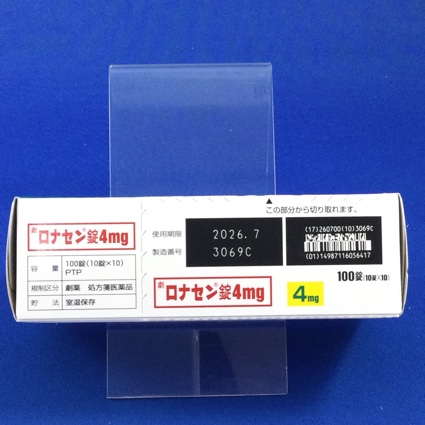 ▲
この部分から切り取れます。
劇 ロナセン®錠4mg
容量 100錠(10錠×10)
PTP
規制区分 劇薬 処方箋医薬品
貯法 室温保存
使用期限 2026.7
製造番号 3069C
(17)260700(10)3069C
(01)14987116056417
100錠(10錠×10)
劇 ロナセン®錠4mg
4mg